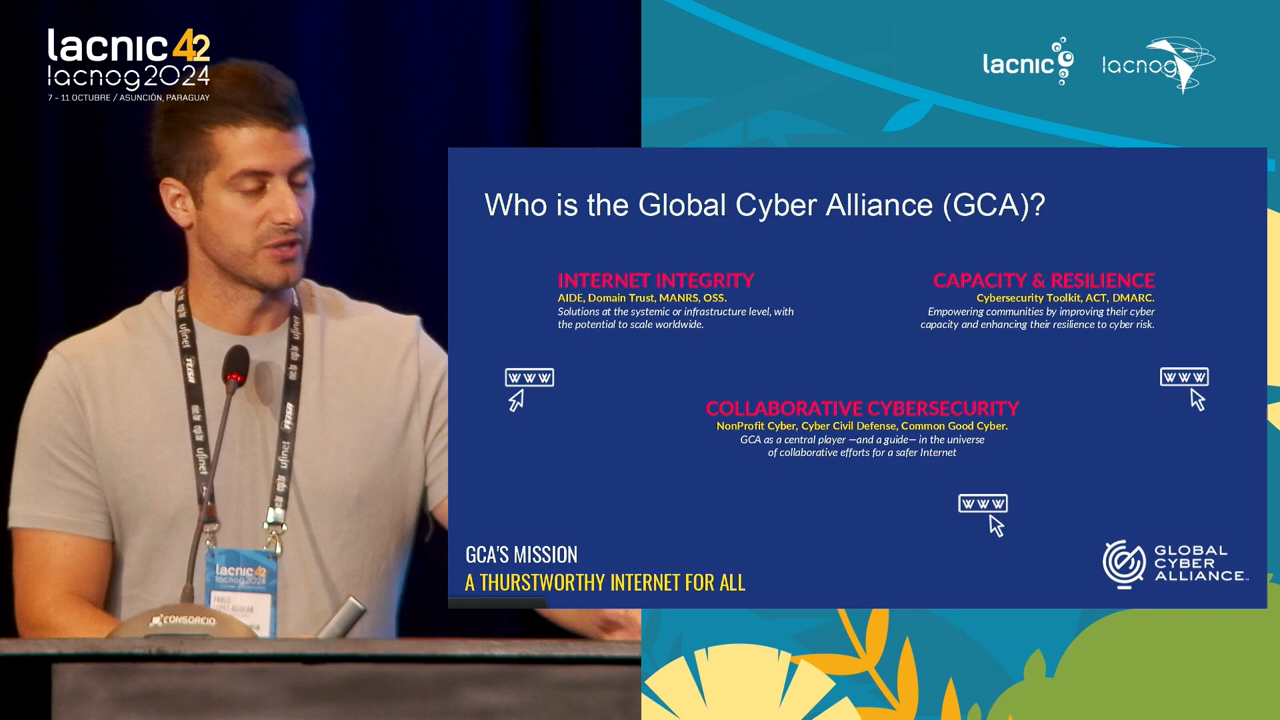 lacnic 42
lacnog2024
7 – 11 OCTUBRE / ASUNCIÓN, PARAGUAY
lacnic
lacnog
Who is the Global Cyber Alliance (GCA)?
INTERNET INTEGRITY
AIDE, Domain Trust, MANRS, OSS.
Solutions at the systemic or infrastructure level, with
the potential to scale worldwide.
CAPACITY & RESILIENCE
Cybersecurity Toolkit, ACT, DMARC.
Empowering communities by improving their cyber
capacity and enhancing their resilience to cyber risk.
WWW
WWW
COLLABORATIVE CYBERSECURITY
NonProfit Cyber, Cyber Civil Defense, Common Good Cyber.
GCA as a central player —and a guide— in the universe
of collaborative efforts for a safer Internet
WWW
GCA'S MISSION
A THURSTWORTHY INTERNET FOR ALL
GLOBAL
CYBER
ALLIANCE
ufinet
ufinet
lacnic42
lacnog2024
CONSORCIO